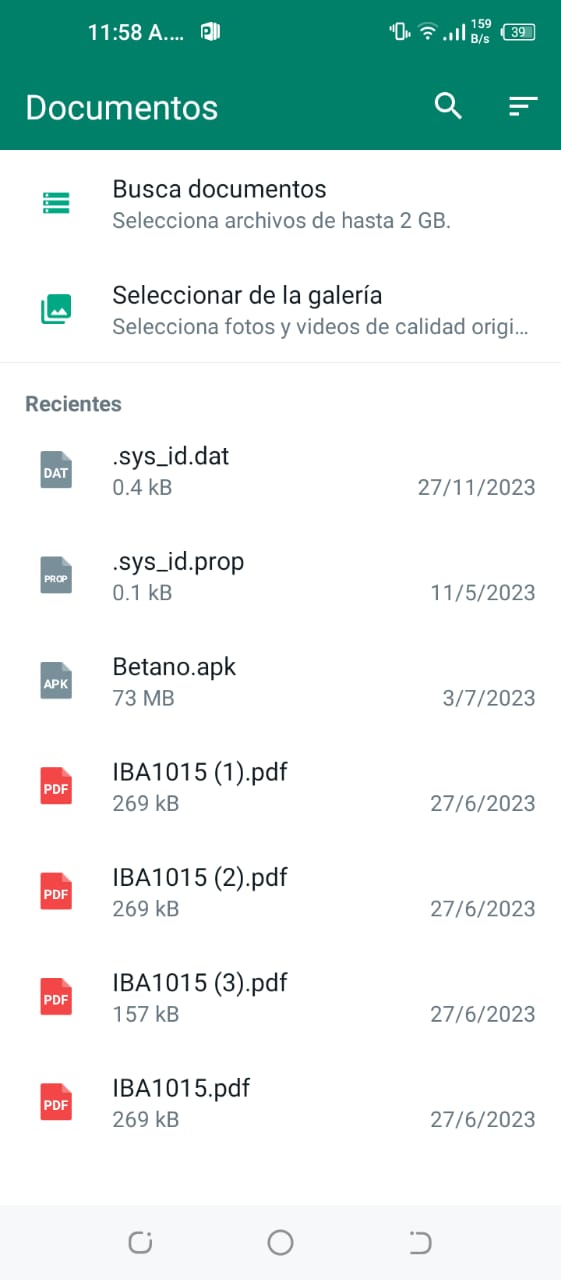 11:58 A....
159
B/s
39
Documentos
Busca documentos
Selecciona archivos de hasta 2 GB.
Seleccionar de la galería
Selecciona fotos y videos de calidad origi...
Recientes
DAT
.sys_id.dat
0.4 kB
27/11/2023
PROP
.sys_id.prop
0.1 kB
11/5/2023
APK
Betano.apk
73 MB
3/7/2023
PDF
IBA1015 (1).pdf
269 kB
27/6/2023
PDF
IBA1015 (2).pdf
269 kB
27/6/2023
PDF
IBA1015 (3).pdf
157 kB
27/6/2023
PDF
IBA1015.pdf
269 kB
27/6/2023